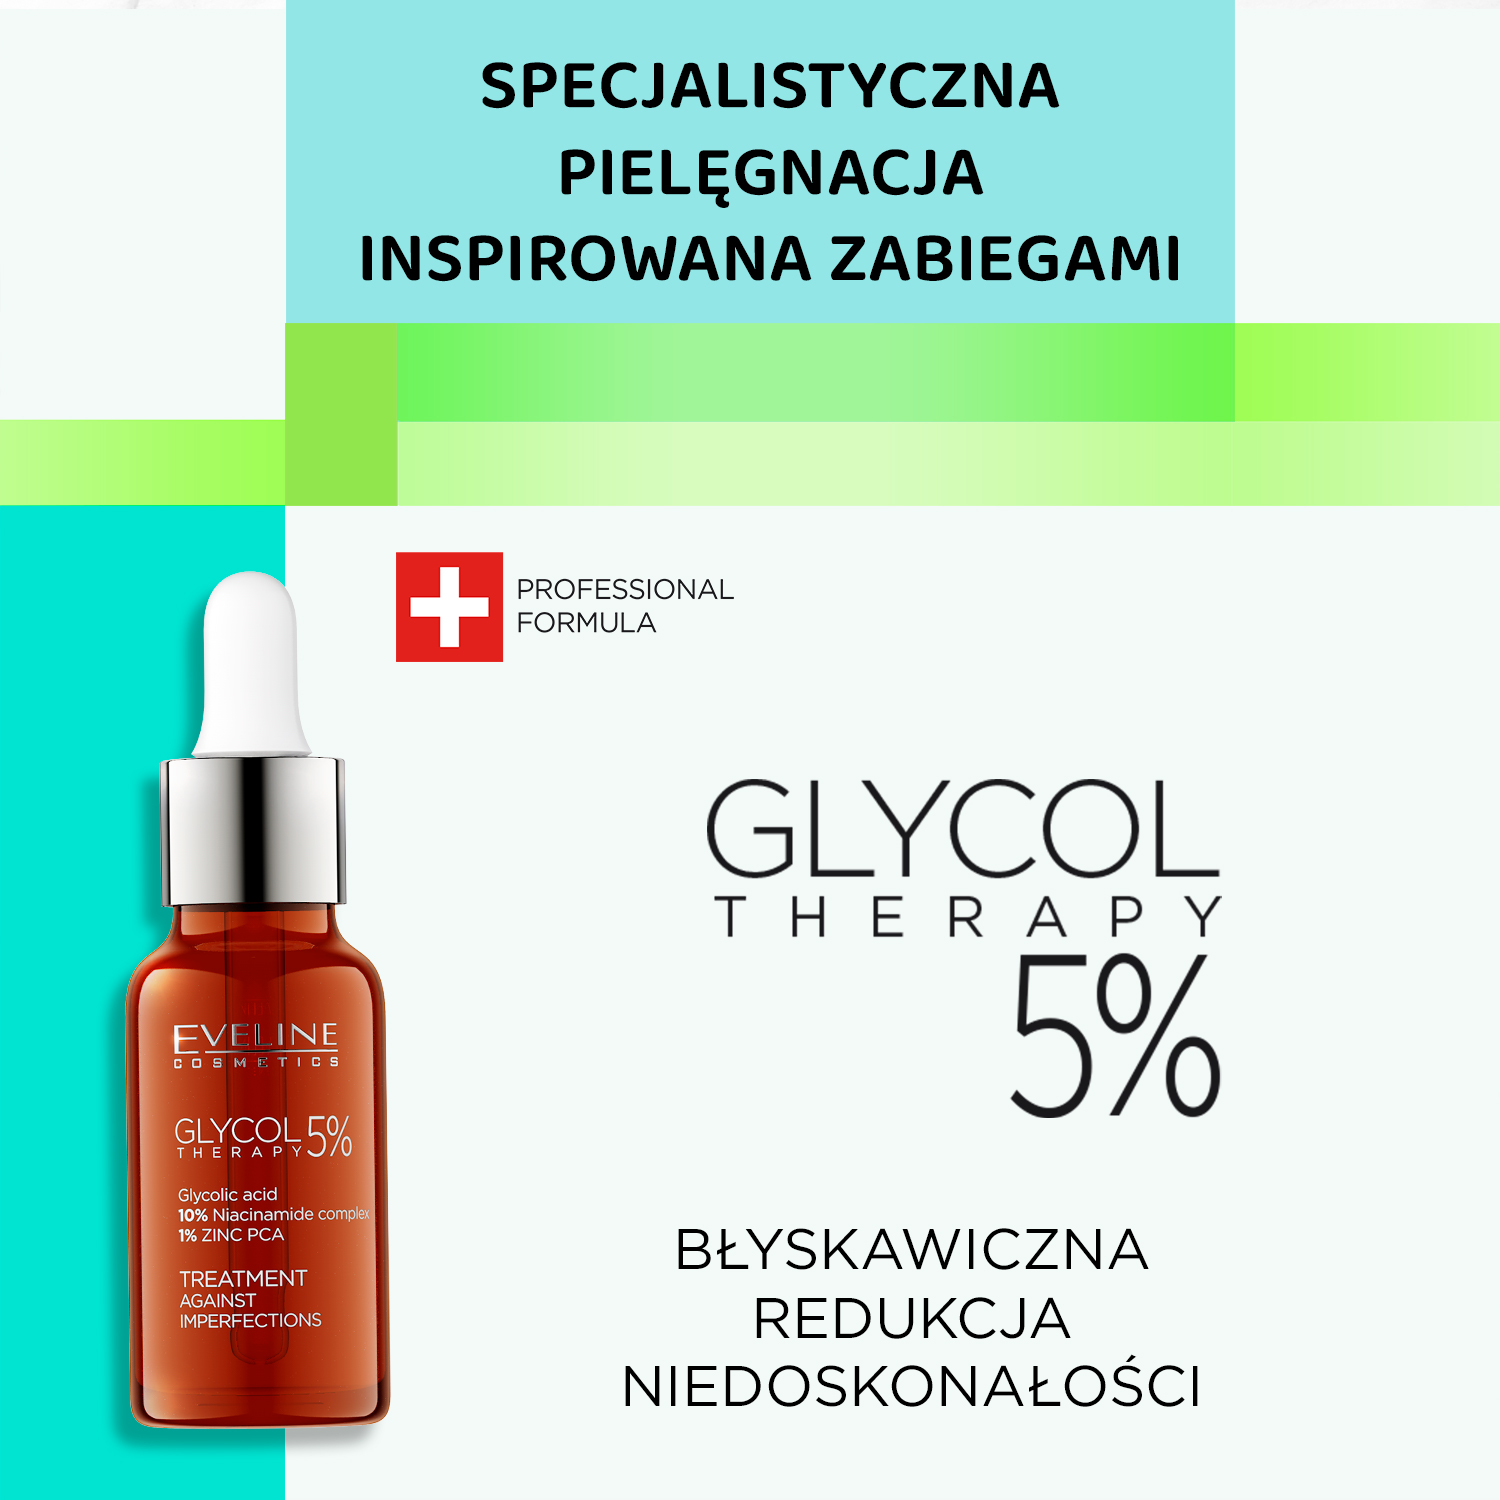 SPECJALISTYCZNA
PIELĘGNACJA
INSPIROWANA ZABIEGAMI
PROFESSIONAL
FORMULA
GLYCOL
THERAPY
5%
EVELINE
COSMETICS
GLYCOL 5%
THERAPY
Glycolic acid
10% Niacinamide complex
1% ZINC PCA
TREATMENT
AGAINST
IMPERFECTIONS
BŁYSKAWICZNA
REDUKCJA
NIEDOSKONAŁOŚCI